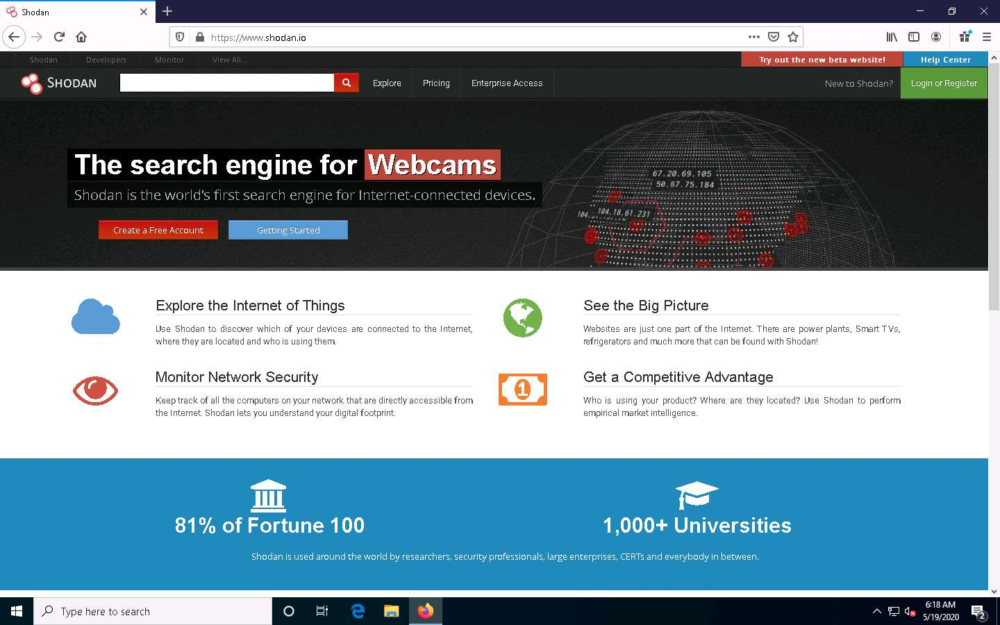 Shodan
https://www.shodan.io
Shodan Developers Monitor View All...
Try out the new beta website! Help Center
SHODAN
Explore Pricing Enterprise Access
New to Shodan? Login or Register
The search engine for Webcams
Shodan is the world's first search engine for Internet-connected devices.
Create a Free Account Getting Started
67.20.69.105
50.87.75.184
104.
104.18.61.231
Explore the Internet of Things
Use Shodan to discover which of your devices are connected to the Internet,
where they are located and who is using them.
See the Big Picture
Websites are just one part of the Internet. There are power plants, Smart TVs,
refrigerators and much more that can be found with Shodan!
Monitor Network Security
Keep track of all the computers on your network that are directly accessible from
the Internet. Shodan lets you understand your digital footprint.
1
Get a Competitive Advantage
Who is using your product? Where are they located? Use Shodan to perform
empirical market intelligence.
81% of Fortune 100
1,000+ Universities
Shodan is used around the world by researchers, security professionals, large enterprises, CERTs and everybody in between.
Type here to search
6:18 AM
5/19/2020
2